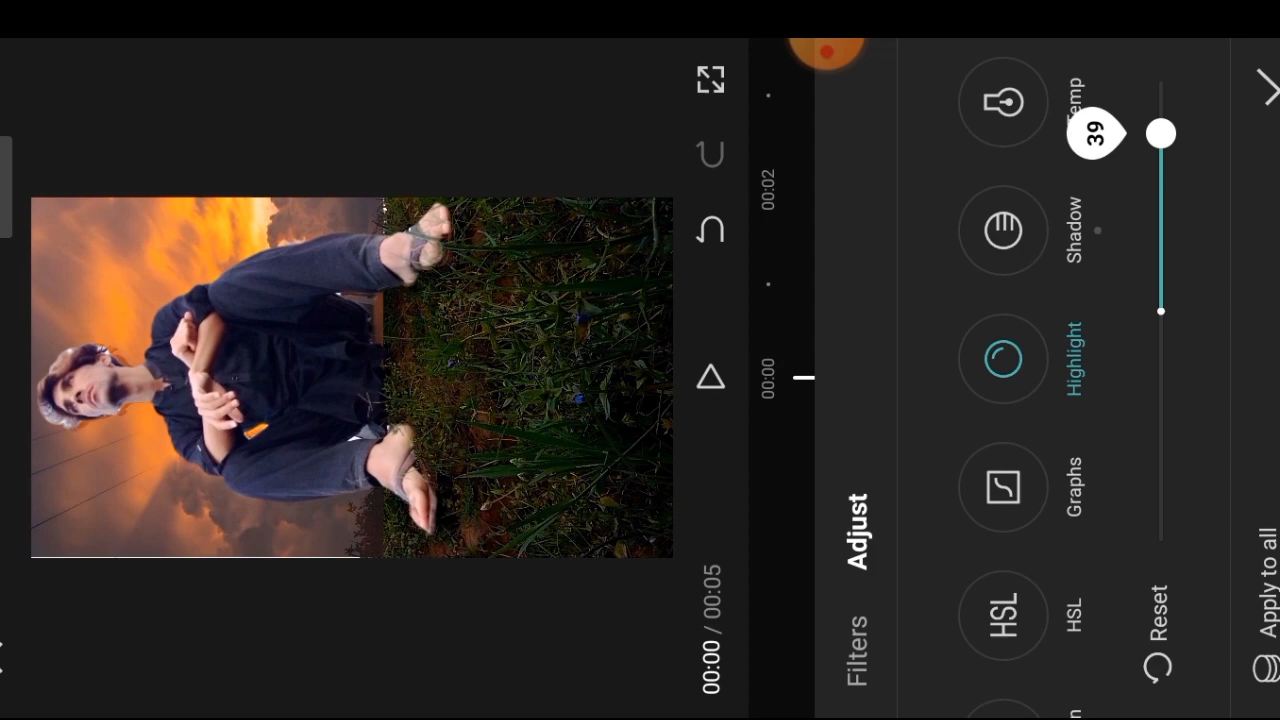 00:00 / 00:05
00:00
00:02
Filters
Adjust
HSL
Graphs
Highlight
Shadow
39
Reset
Apply to all